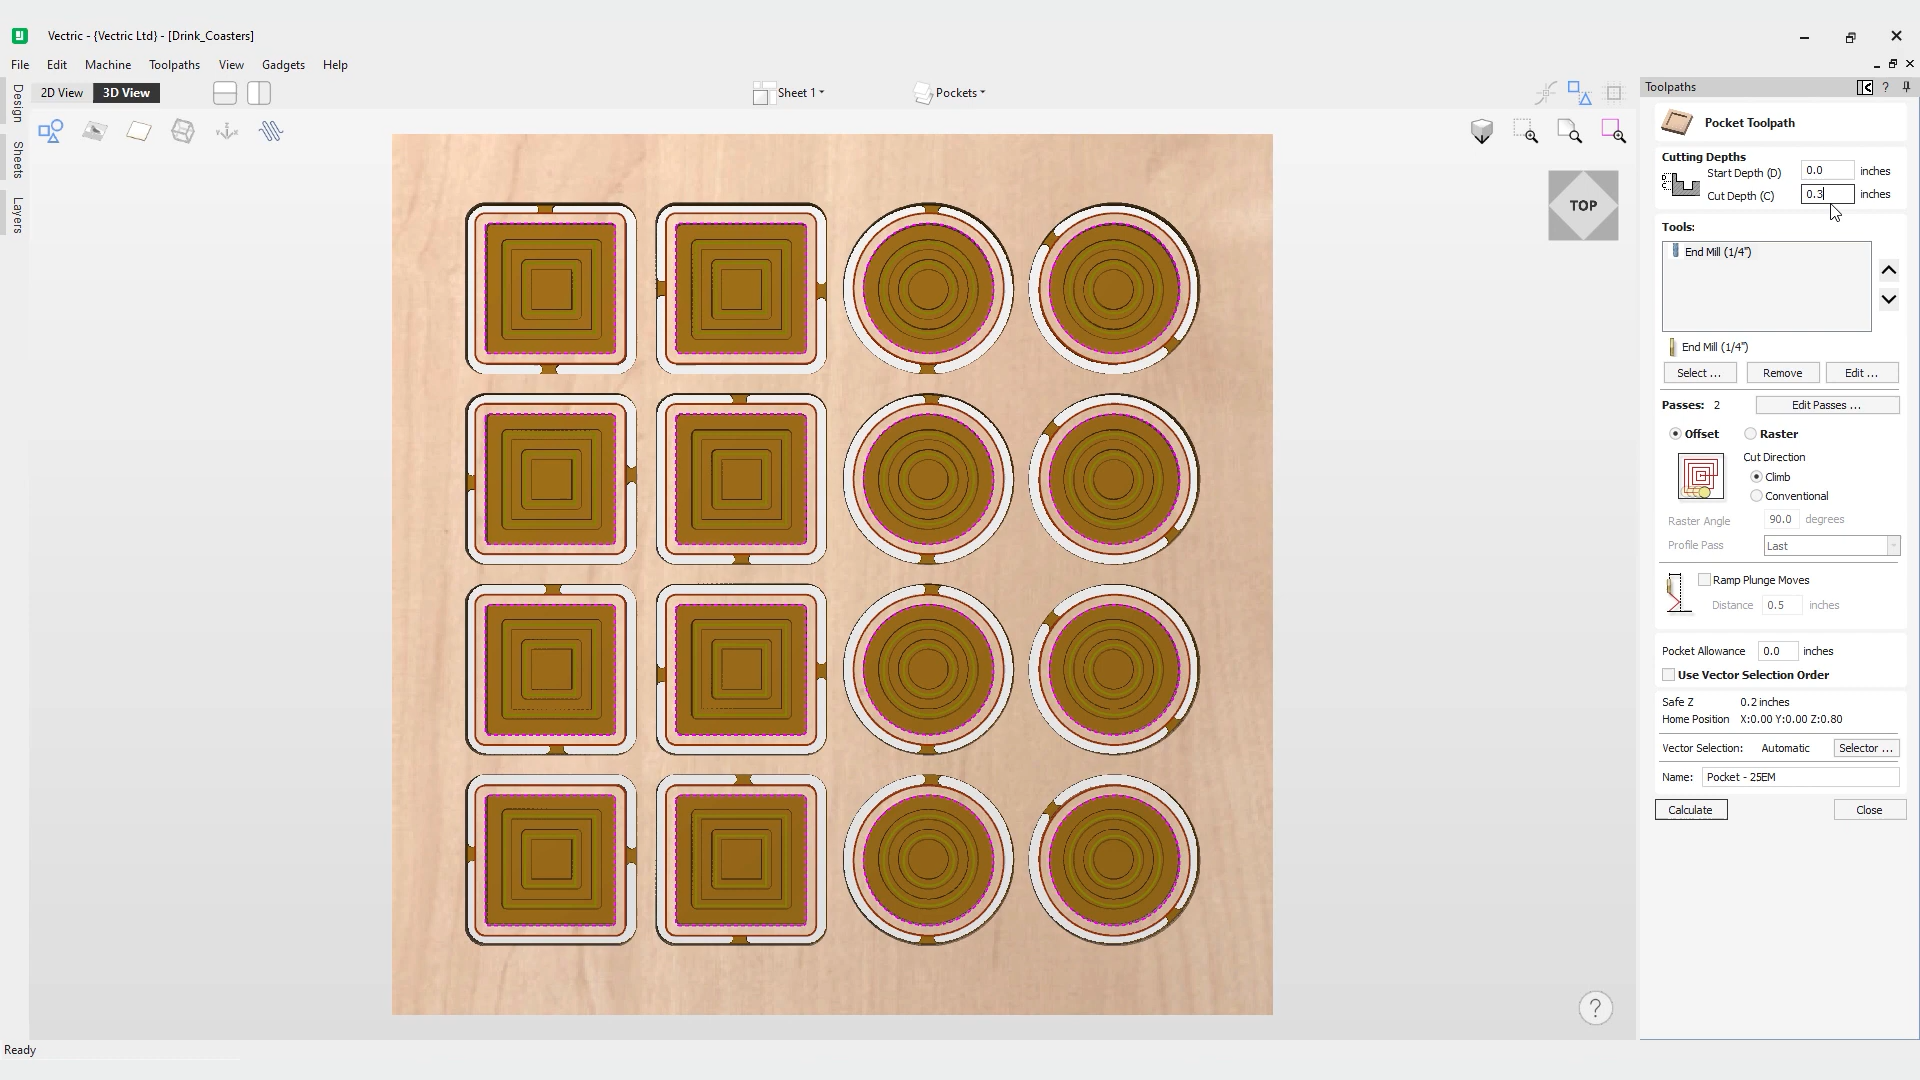 Vectric - {Vectric Ltd} - [Drink_Coasters]
File Edit Machine Toolpaths View Gadgets Help
2D View 3D View Sheet 1 Pockets
Design
Sheets
Layers
TOP
Toolpaths ?
Pocket Toolpath
Cutting Depths
Start Depth (D) 0.0 inches
Cut Depth (C) 0.3 inches
Tools:
End Mill (1/4")
End Mill (1/4")
Select ... Remove Edit ...
Passes: 2 Edit Passes ...
Offset Raster
Cut Direction
Climb
Conventional
Raster Angle 90.0 degrees
Profile Pass Last
Ramp Plunge Moves
Distance 0.5 inches
Pocket Allowance 0.0 inches
Use Vector Selection Order
Safe Z 0.2 inches
Home Position X:0.00 Y:0.00 Z:0.80
Vector Selection: Automatic Selector ...
Name: Pocket - 25EM
Calculate Close
?
Ready